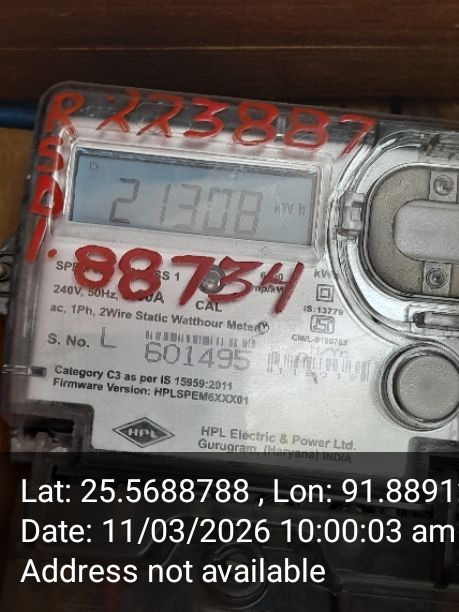 R 223887
S
D
1.88734
21308 kWh
240V, 50Hz,
CAL
kWh
IS:13779
ac, 1Ph, 2Wire Static Watthour Meter
S. No. L 601495
Category C3 as per IS 15959:2011
Firmware Version: HPLSPEM6XXX01
HPL
HPL Electric & Power Ltd.
Gurugram, (Haryana) INDIA
Lat: 25.5688788 , Lon: 91.8891
Date: 11/03/2026 10:00:03 am
Address not available